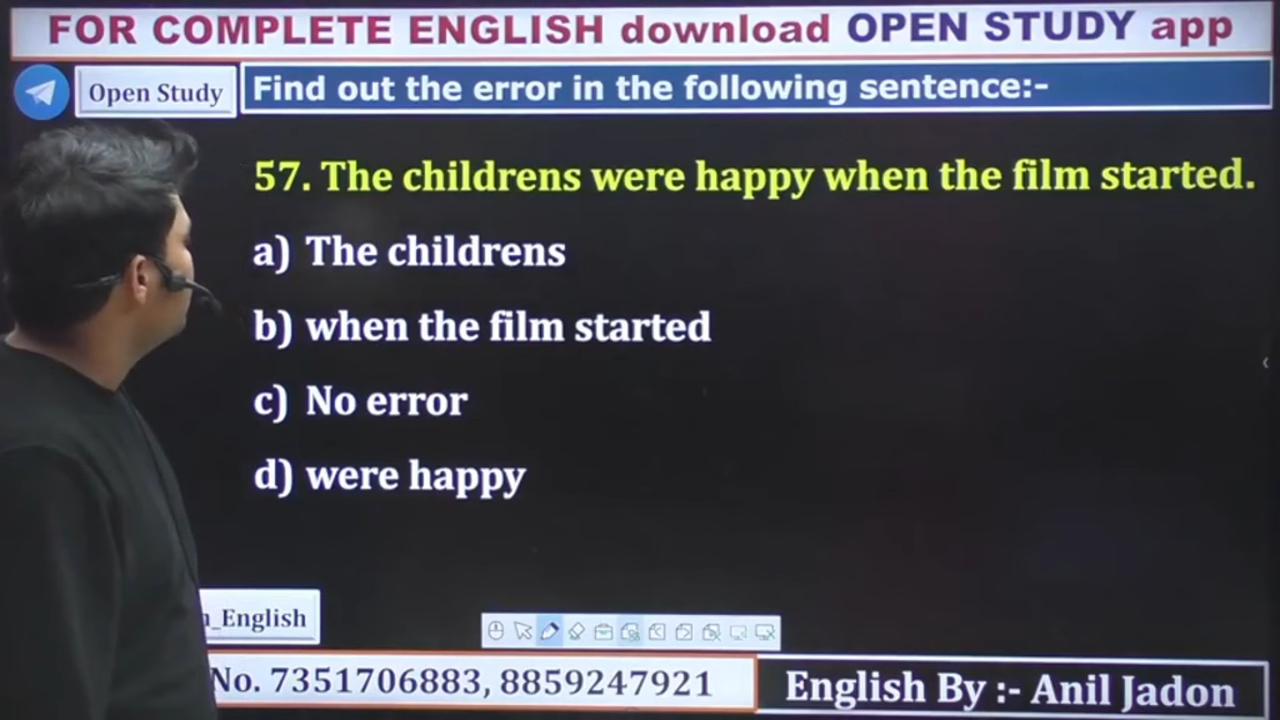 FOR COMPLETE ENGLISH download OPEN STUDY app
Open Study
Find out the error in the following sentence:-
57. The childrens were happy when the film started.
a) The childrens
b) when the film started
c) No error
d) were happy
_English
No. 7351706883, 8859247921
English By :- Anil Jadon